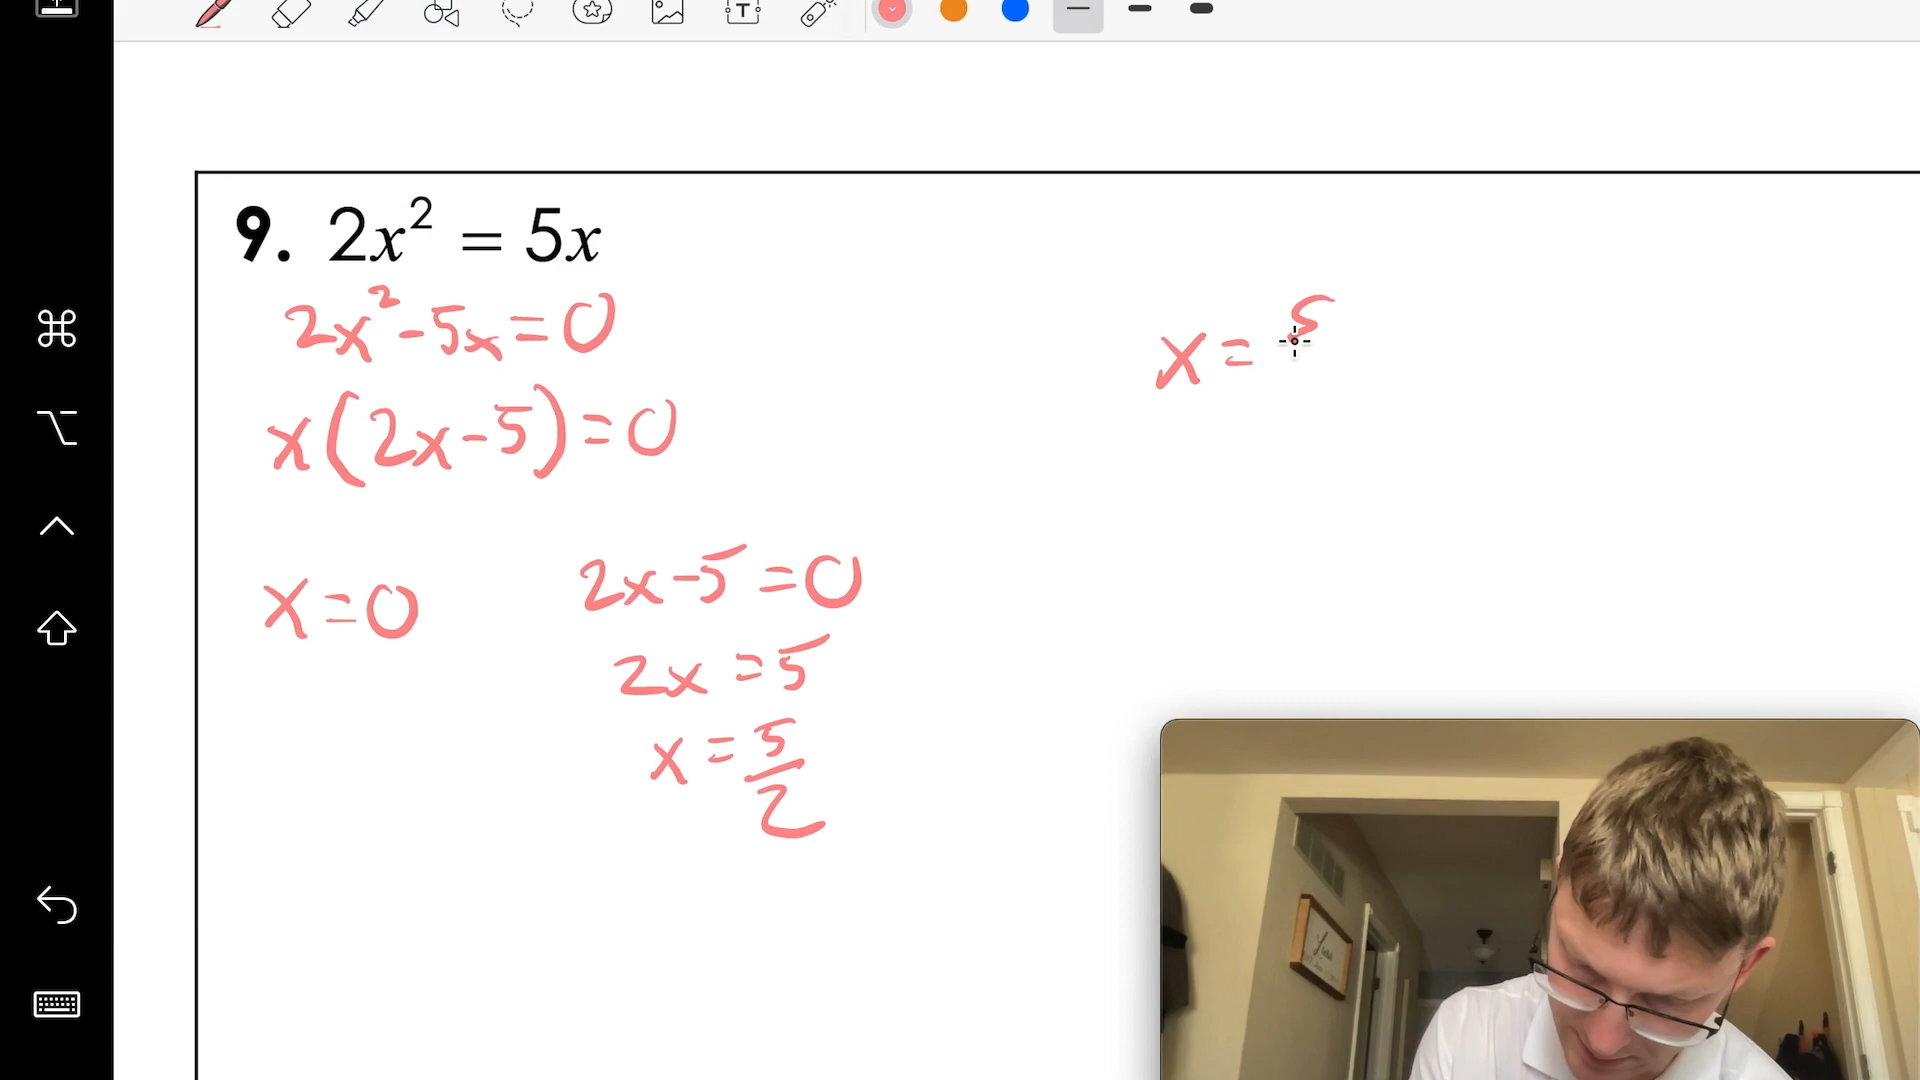 9. 2x² = 5x
2x²-5x=0
x(2x-5)=0
x=0
2x-5=0
2x=5
x=5/2
x=5
T